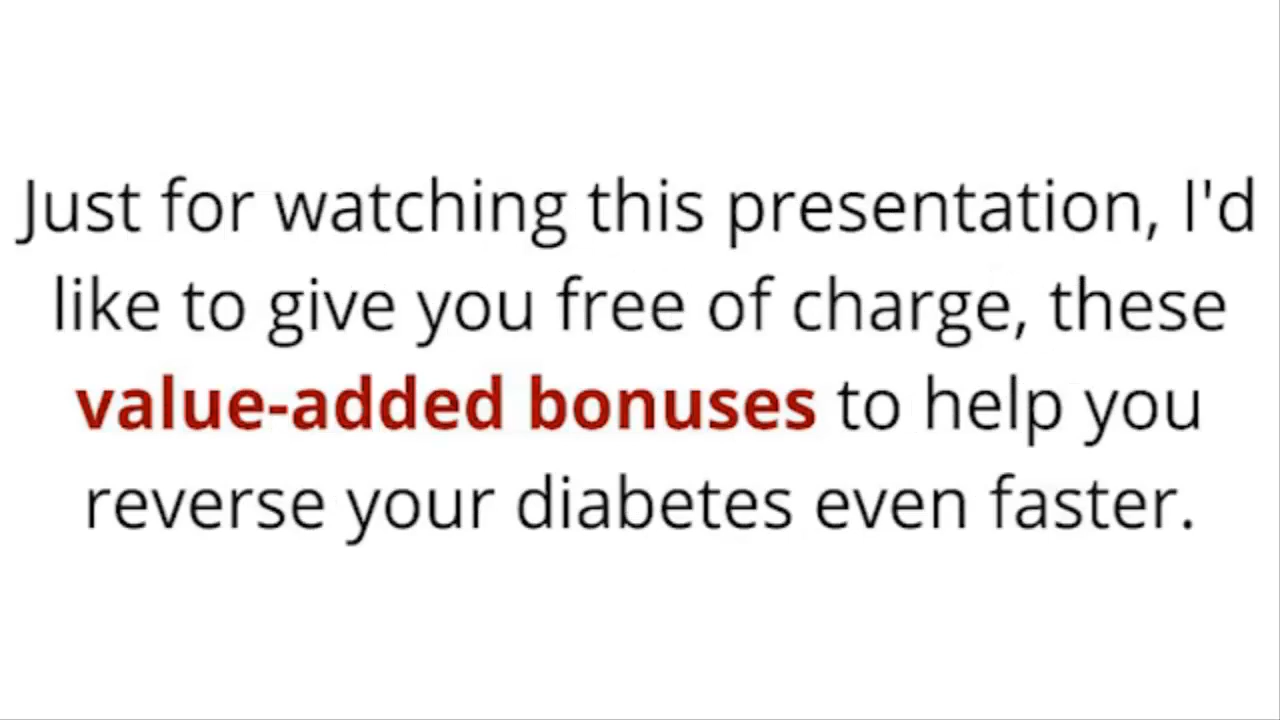 Just for watching this presentation, I'd
like to give you free of charge, these
value-added bonuses to help you
reverse your diabetes even faster.